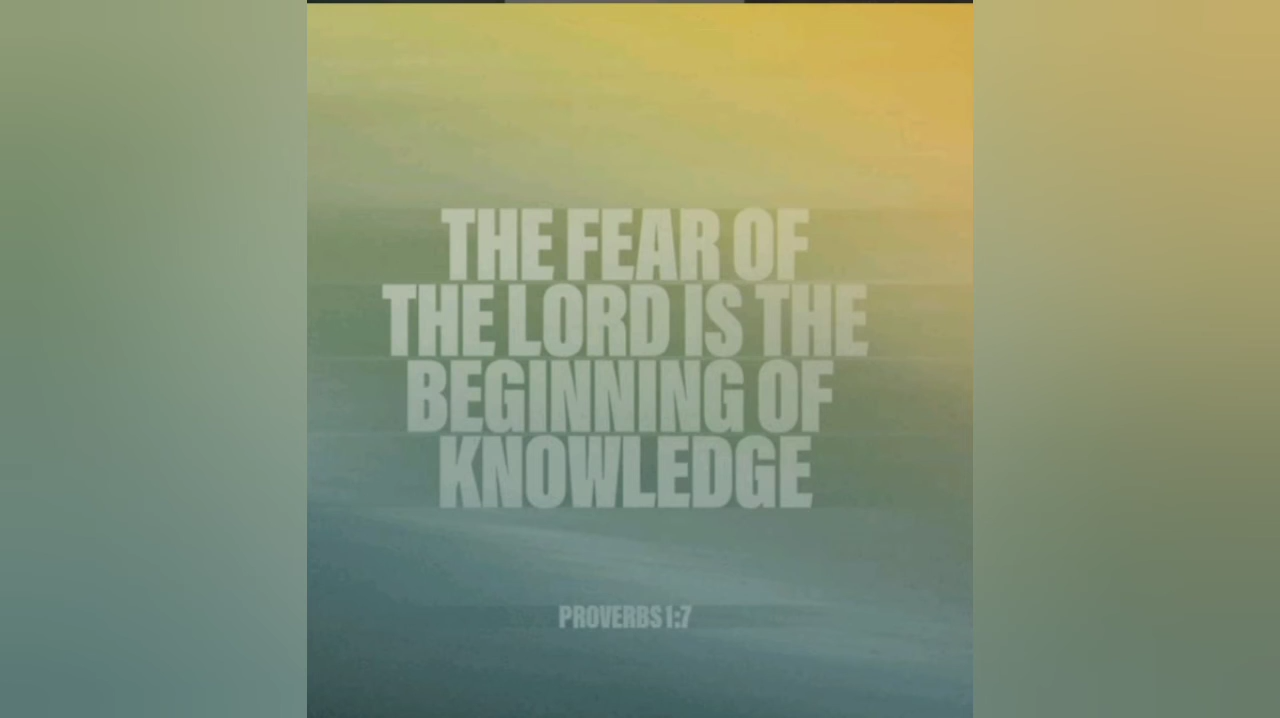 THE FEAR OF
THE LORD IS THE
BEGINNING OF
KNOWLEDGE
PROVERBS 1:7